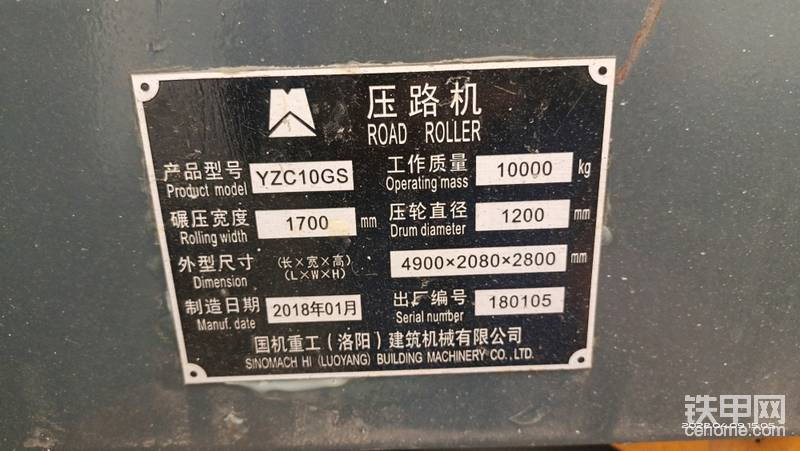 压路机
ROAD ROLLER
产品型号 YZC10GS 工作质量 10000 kg
Product model Operating mass
碾压宽度 1700 mm 压轮直径 1200 mm
Rolling width Drum diameter
外型尺寸 (长×宽×高) 4900×2080×2800 mm
Dimension (L×W×H)
制造日期 2018年01月 出厂编号 180105
Manuf. date Serial number
国机重工(洛阳)建筑机械有限公司
SINOMACH HI (LUOYANG) BUILDING MACHINERY CO., LTD.
铁甲网
cehome.com